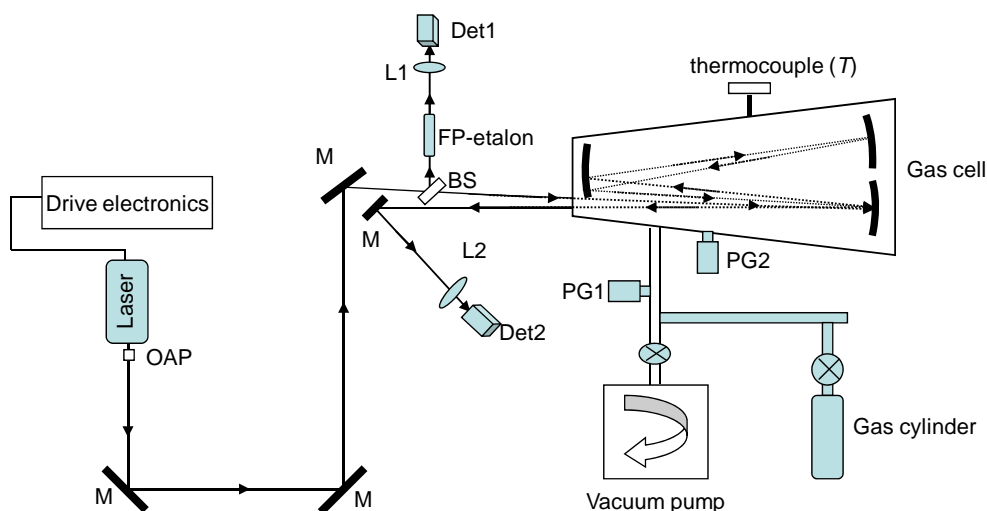 Det1
L1
thermocouple (T)
FP-etalon
M
BS
Gas cell
Drive electronics
M
L2
PG2
PG1
Laser
Det2
OAP
Gas cylinder
M
M
Vacuum pump